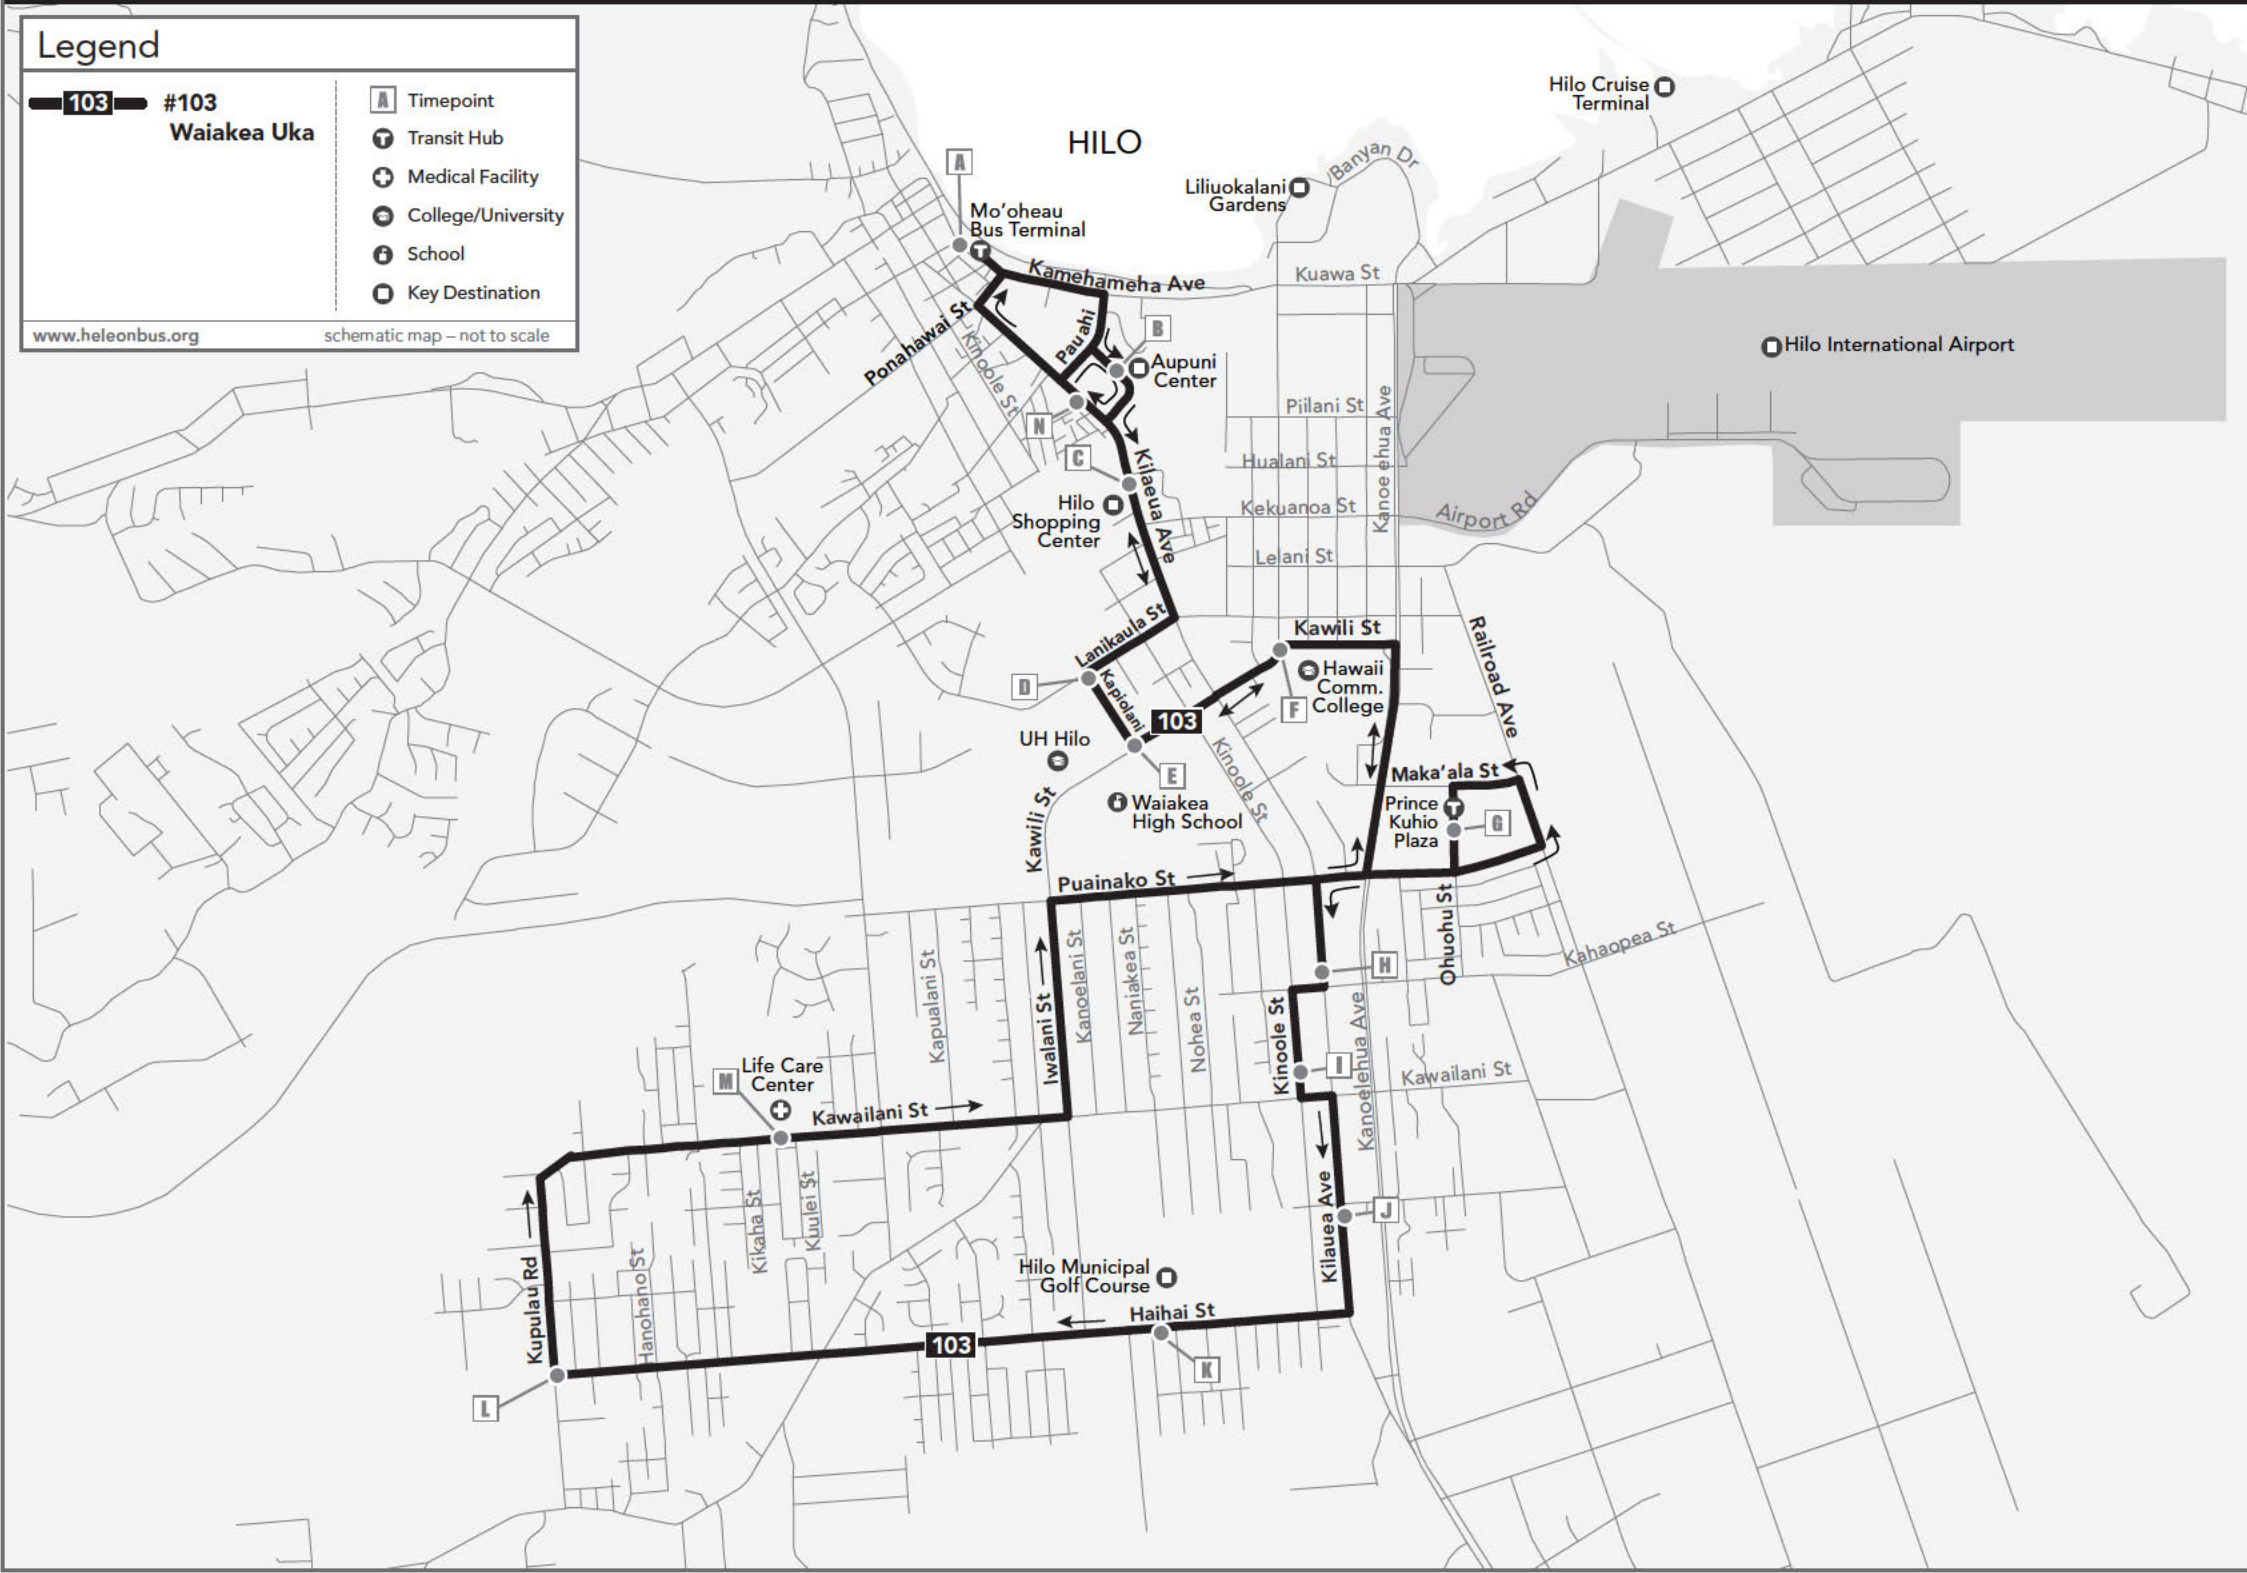 Legend
103
#103
Waiakea Uka
A
Timepoint
Transit Hub
Medical Facility
College/University
School
Key Destination
www.heleonbus.org
schematic map – not to scale
HILO
Hilo Cruise
Terminal
Banyan Dr
Liliuokalani
Gardens
A
Mo'oheau
Bus Terminal
Kamehameha Ave
Kuawa St
Ponahawai St
Kinoole St
Pauahi
B
Aupuni
Center
Hilo International Airport
N
Piilani St
Kanoe ehua Ave
C
Kilaeua Ave
Hualani St
Hilo
Shopping
Center
Kekuanoa St
Airport Rd
Lelani St
Lanikaula St
Kawili St
Railroad Ave
D
Kapiolani
Hawaii
Comm.
College
F
103
UH Hilo
E
Kinoole St
Maka'ala St
Waiakea
High School
Prince
Kuhio
Plaza
G
Kawili St
Puainako St
Ohuohu St
Kahaopea St
H
Kapualani St
Iwalani St
Kanoelani St
Naniakea St
Nohea St
Kinoole St
Kanoelehua Ave
I
Kawailani St
M
Life Care
Center
Kawailani St
Kikaha St
Kuulei St
Kilauea Ave
J
Hilo Municipal
Golf Course
Kupulau Rd
Hanohano St
Haihai St
103
K
L